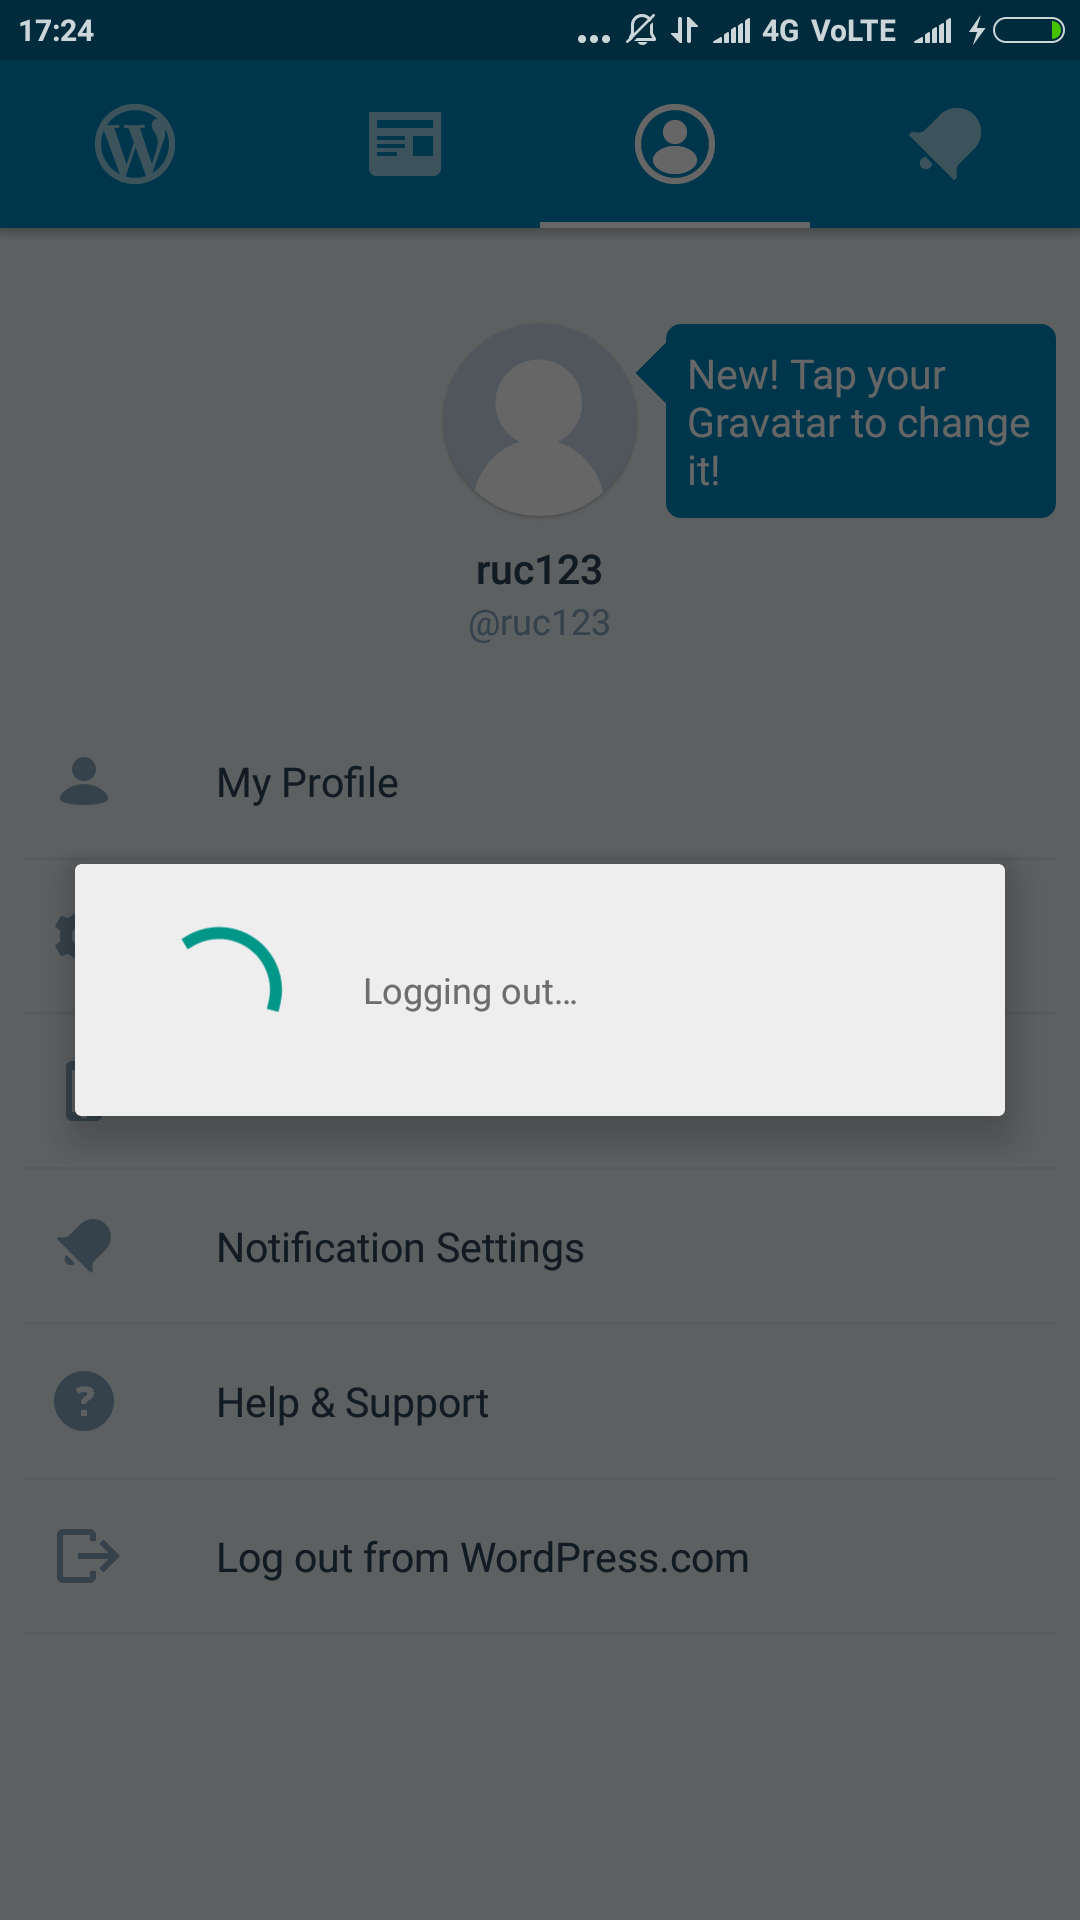 17:24
4G VoLTE
New! Tap your
Gravatar to change
it!
ruc123
@ruc123
My Profile
Logging out...
Notification Settings
Help & Support
Log out from WordPress.com